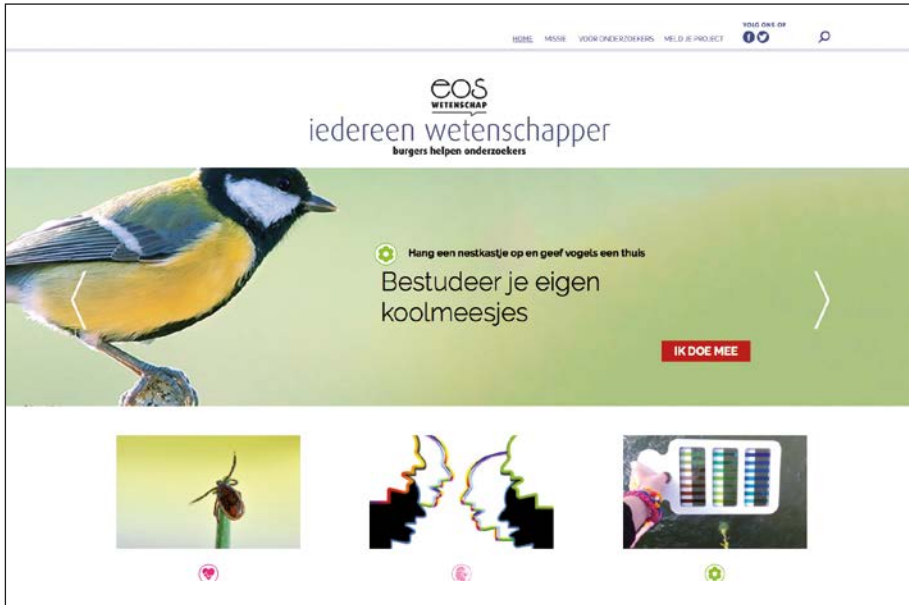 VOLG ONS OP
HOME MISSIE VOOR ONDERZOEKERS MELD JE PROJECT
eos
WETENSCHAP
iedereen wetenschapper
burgers helpen onderzoekers
Hang een nestkastje op en geef vogels een thuis
Bestudeer je eigen
koolmeesjes
IK DOE MEE